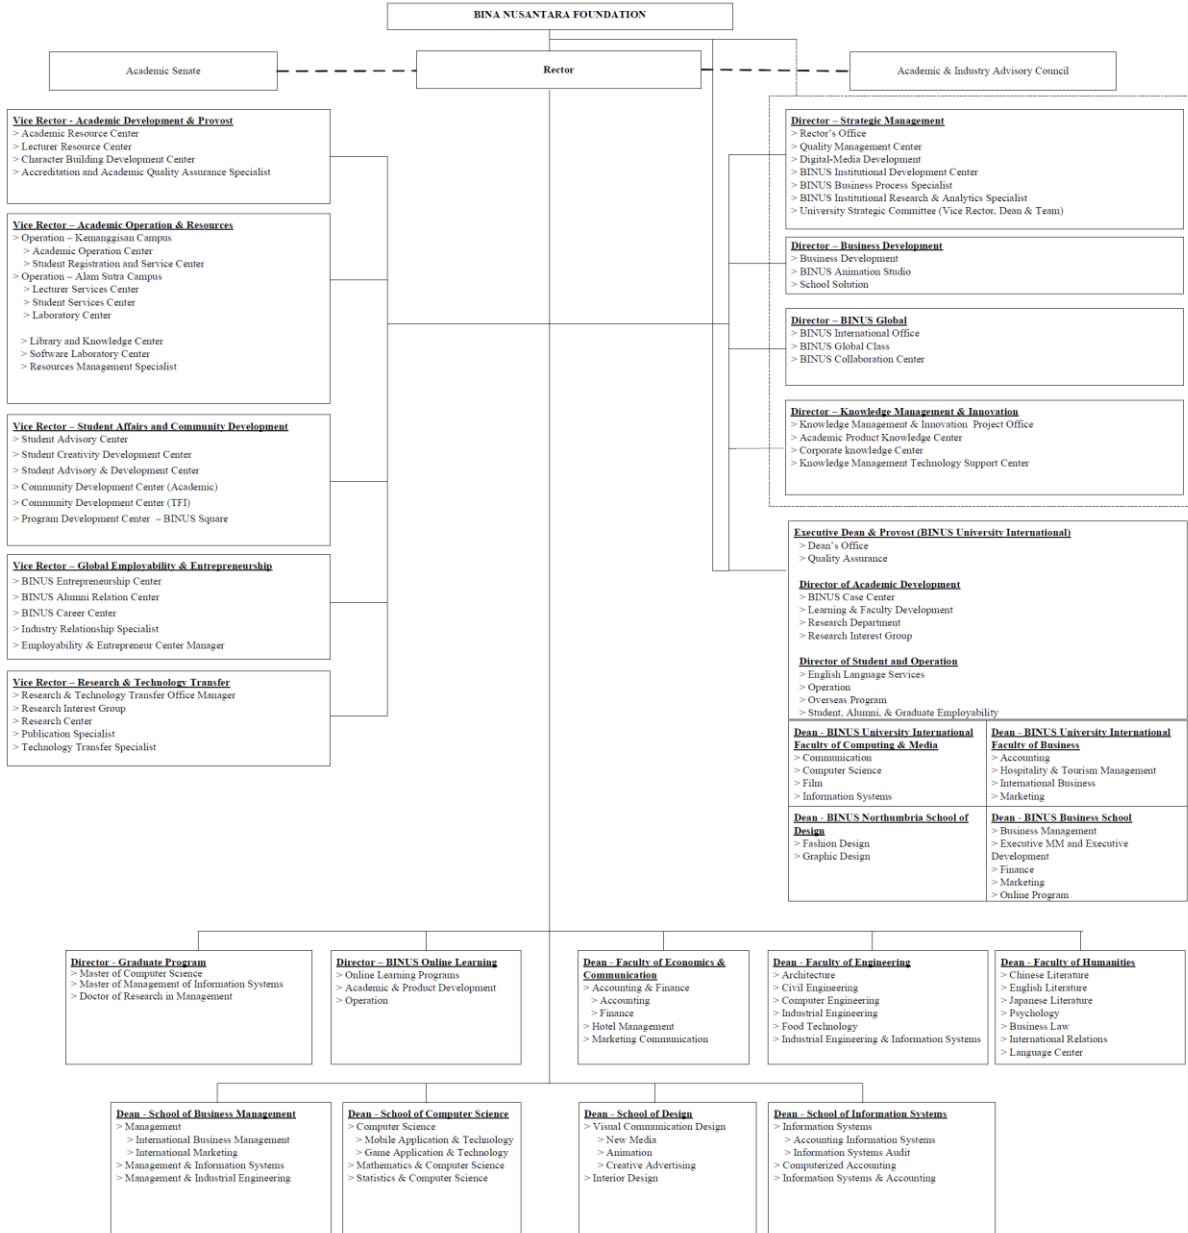 BINA NUSANTARA FOUNDATION
Academic Senate
Rector
Academic & Industry Advisory Council
Vice Rector - Academic Development & Provost
> Academic Resource Center
> Lecturer Resource Center
> Character Building Development Center
> Accreditation and Academic Quality Assurance Specialist
Vice Rector – Academic Operation & Resources
> Operation – Kemanggisan Campus
> Academic Operation Center
> Student Registration and Service Center
> Operation – Alam Sutra Campus
> Lecturer Services Center
> Student Services Center
> Laboratory Center
> Library and Knowledge Center
> Software Laboratory Center
> Resources Management Specialist
Vice Rector – Student Affairs and Community Development
> Student Advisory Center
> Student Creativity Development Center
> Student Advisory & Development Center
> Community Development Center (Academic)
> Community Development Center (TFI)
> Program Development Center – BINUS Square
Vice Rector – Global Employability & Entrepreneurship
> BINUS Entrepreneurship Center
> BINUS Alumni Relation Center
> BINUS Career Center
> Industry Relationship Specialist
> Employability & Entrepreneur Center Manager
Vice Rector – Research & Technology Transfer
> Research & Technology Transfer Office Manager
> Research Interest Group
> Research Center
> Publication Specialist
> Technology Transfer Specialist
Director – Strategic Management
> Rector's Office
> Quality Management Center
> Digital-Media Development
> BINUS Institutional Development Center
> BINUS Business Process Specialist
> BINUS Institutional Research & Analytics Specialist
> University Strategic Committee (Vice Rector, Dean & Team)
Director – Business Development
> Business Development
> BINUS Animation Studio
> School Solution
Director – BINUS Global
> BINUS International Office
> BINUS Global Class
> BINUS Collaboration Center
Director – Knowledge Management & Innovation
> Knowledge Management & Innovation Project Office
> Academic Product Knowledge Center
> Corporate knowledge Center
> Knowledge Management Technology Support Center
Executive Dean & Provost (BINUS University International)
> Dean's Office
> Quality Assurance
Director of Academic Development
> BINUS Case Center
> Learning & Faculty Development
> Research Department
> Research Interest Group
Director of Student and Operation
> English Language Services
> Operation
> Overseas Program
> Student, Alumni, & Graduate Employability
Dean - BINUS University International
Faculty of Computing & Media
> Communication
> Computer Science
> Film
> Information Systems
Dean - BINUS University International
Faculty of Business
> Accounting
> Hospitality & Tourism Management
> International Business
> Marketing
Dean - BINUS Northumbria School of
Design
> Fashion Design
> Graphic Design
Dean - BINUS Business School
> Business Management
> Executive MM and Executive
Development
> Finance
> Marketing
> Online Program
Director - Graduate Program
> Master of Computer Science
> Master of Management of Information Systems
> Doctor of Research in Management
Director – BINUS Online Learning
> Online Learning Programs
> Academic & Product Development
> Operation
Dean - Faculty of Economics &
Communication
> Accounting & Finance
> Accounting
> Finance
> Hotel Management
> Marketing Communication
Dean - Faculty of Engineering
> Architecture
> Civil Engineering
> Computer Engineering
> Industrial Engineering
> Food Technology
> Industrial Engineering & Information Systems
Dean - Faculty of Humanities
> Chinese Literature
> English Literature
> Japanese Literature
> Psychology
> Business Law
> International Relations
> Language Center
Dean - School of Business Management
> Management
> International Business Management
> International Marketing
> Management & Information Systems
> Management & Industrial Engineering
Dean - School of Computer Science
> Computer Science
> Mobile Application & Technology
> Game Application & Technology
> Mathematics & Computer Science
> Statistics & Computer Science
Dean - School of Design
> Visual Communication Design
> New Media
> Animation
> Creative Advertising
> Interior Design
Dean - School of Information Systems
> Information Systems
> Accounting Information Systems
> Information Systems Audit
> Computerized Accounting
> Information Systems & Accounting